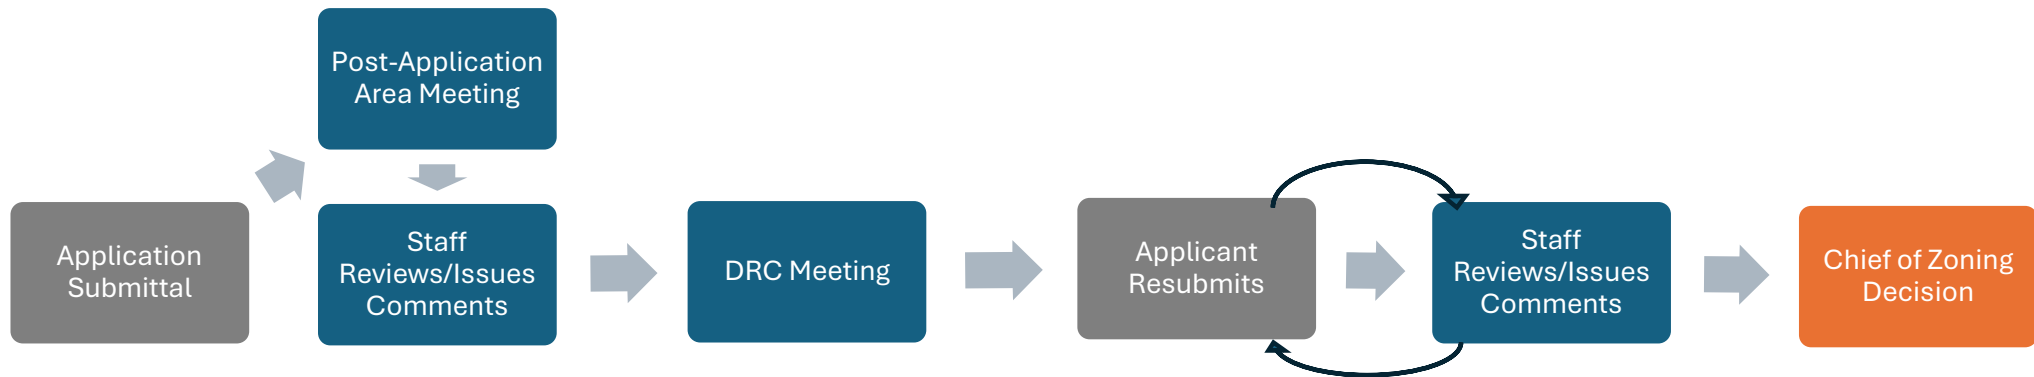 Application
Submittal
Post-Application
Area Meeting
Staff
Reviews/Issues
Comments
DRC Meeting
Applicant
Resubmits
Staff
Reviews/Issues
Comments
Chief of Zoning
Decision